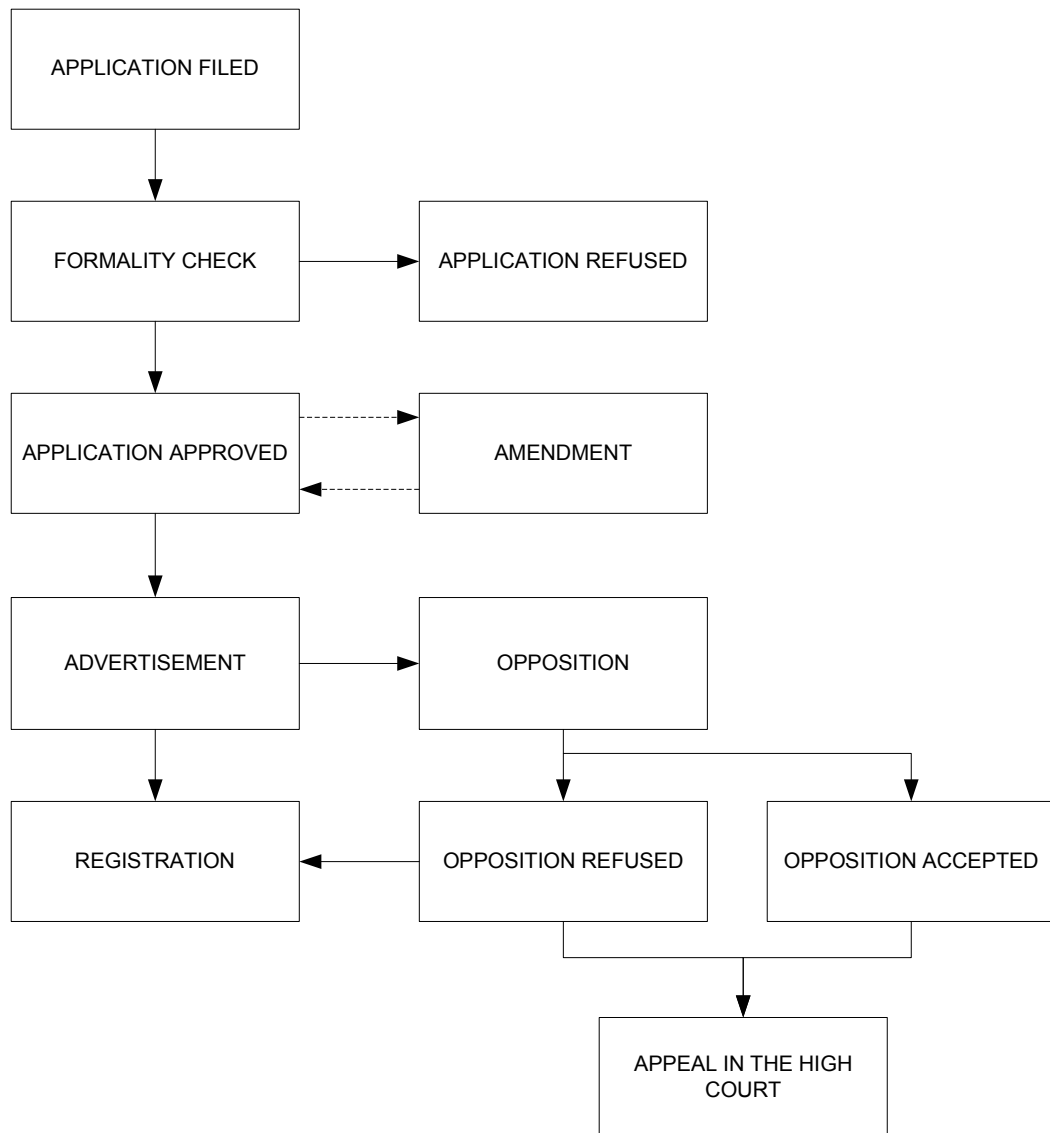 APPLICATION FILED
FORMALITY CHECK
APPLICATION REFUSED
APPLICATION APPROVED
AMENDMENT
ADVERTISEMENT
OPPOSITION
REGISTRATION
OPPOSITION REFUSED
OPPOSITION ACCEPTED
APPEAL IN THE HIGH
COURT